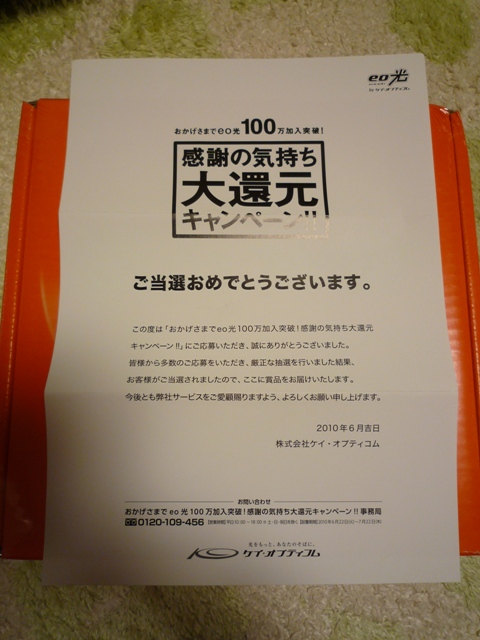 eo光
ケイ・オプティコム
おかげさまでeo光100万加入突破!
感謝の気持ち
大還元
キャンペーン!!
ご当選おめでとうございます。
この度は「おかげさまでeo光100万加入突破!感謝の気持ち大還元
キャンペーン!!」にご応募いただき、誠にありがとうございました。
皆様から多数のご応募をいただき、厳正な抽選を行いました結果、
お客様がご当選されましたので、ここに賞品をお届けいたします。
今後とも弊社サービスをご愛顧賜りますよう、よろしくお願い申し上げます。
2010年6月吉日
株式会社ケイ・オプティコム
お問い合わせ
おかげさまで eo光 100万加入突破!感謝の気持ち大還元キャンペーン!! 事務局
0120-109-456
光をもっと、あなたのそばに。
ケイ・オプティコム